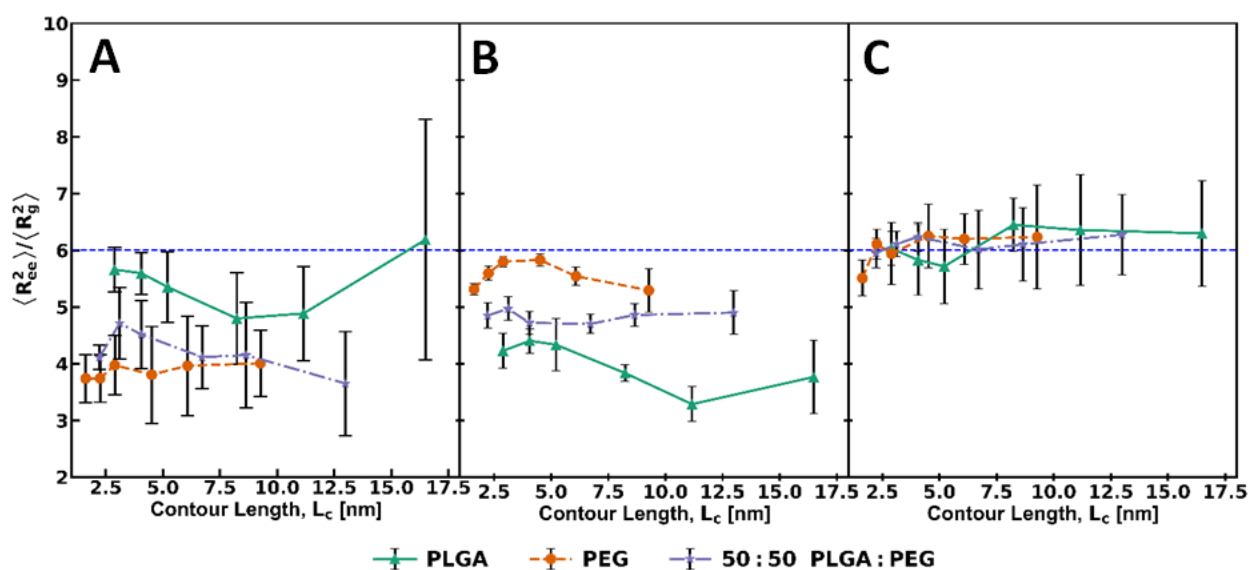 A B C
10
9
8
7
6
5
4
3
2
⟨R²ₑₑ⟩/⟨R²g⟩
2.5 5.0 7.5 10.0 12.5 15.0 17.5
2.5 5.0 7.5 10.0 12.5 15.0 17.5
2.5 5.0 7.5 10.0 12.5 15.0 17.5
Contour Length, Lc [nm] Contour Length, Lc [nm] Contour Length, Lc [nm]
PLGA PEG 50:50 PLGA:PEG